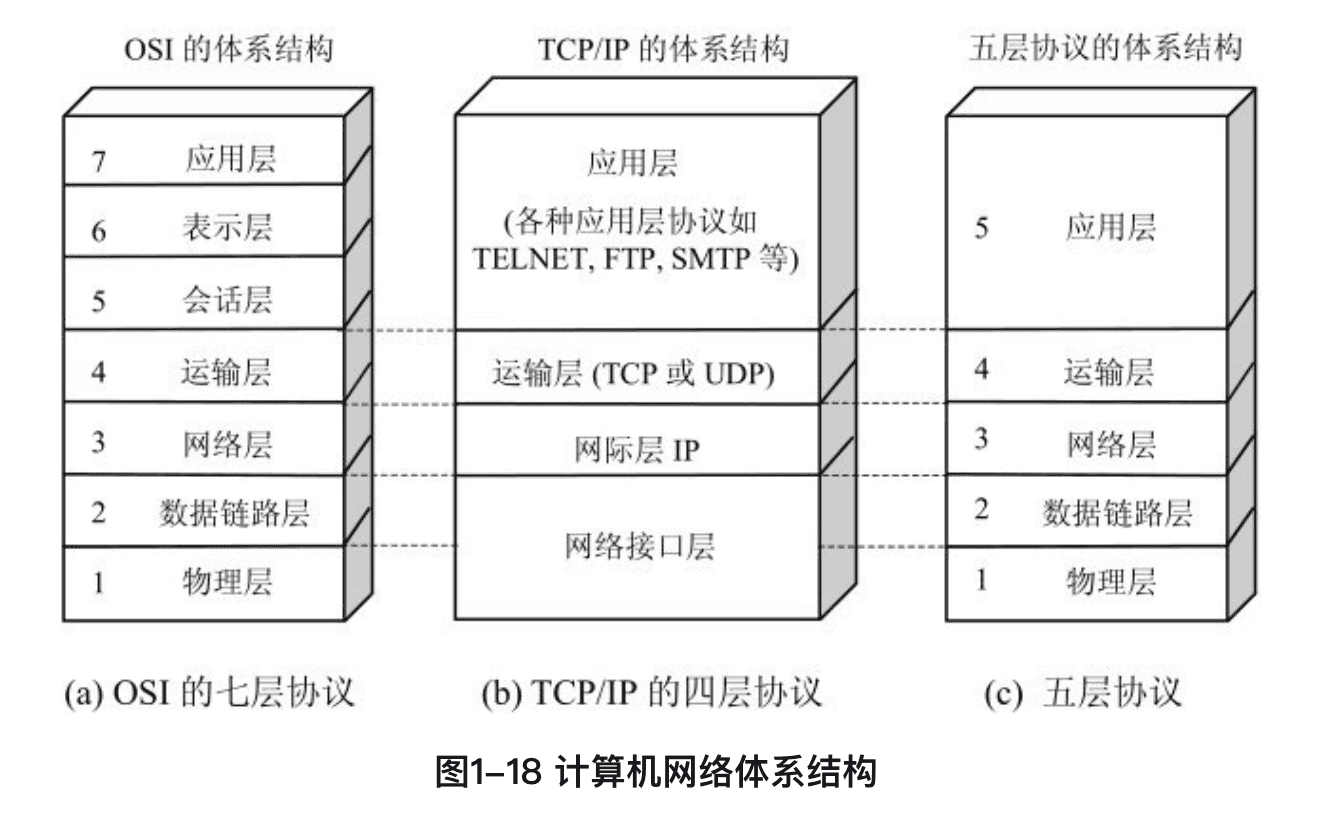 OSI 的体系结构
7 应用层
6 表示层
5 会话层
4 运输层
3 网络层
2 数据链路层
1 物理层
(a) OSI 的七层协议
TCP/IP 的体系结构
应用层
(各种应用层协议如
TELNET, FTP, SMTP 等)
运输层 (TCP 或 UDP)
网际层 IP
网络接口层
(b) TCP/IP 的四层协议
五层协议的体系结构
5 应用层
4 运输层
3 网络层
2 数据链路层
1 物理层
(c) 五层协议
图1–18 计算机网络体系结构